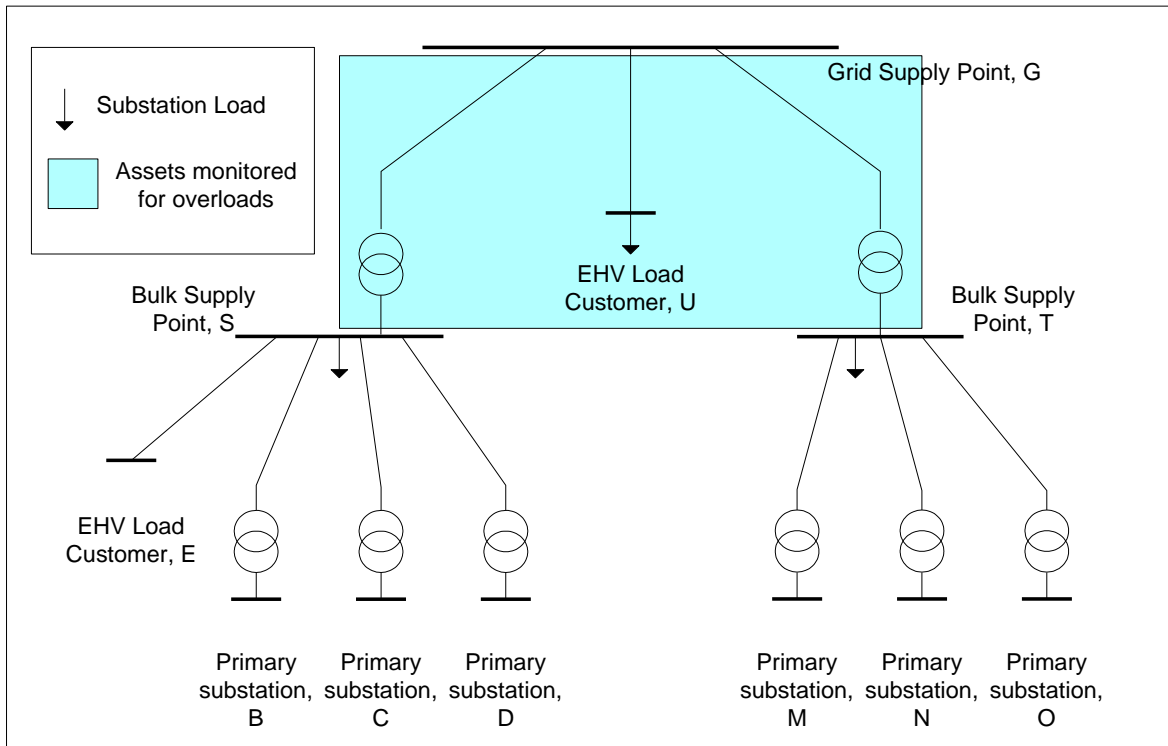 Grid Supply Point, G
Substation Load
Assets monitored
for overloads
EHV Load
Customer, U
Bulk Supply
Point, S
Bulk Supply
Point, T
EHV Load
Customer, E
Primary
substation,
B
Primary
substation,
C
Primary
substation,
D
Primary
substation,
M
Primary
substation,
N
Primary
substation,
O